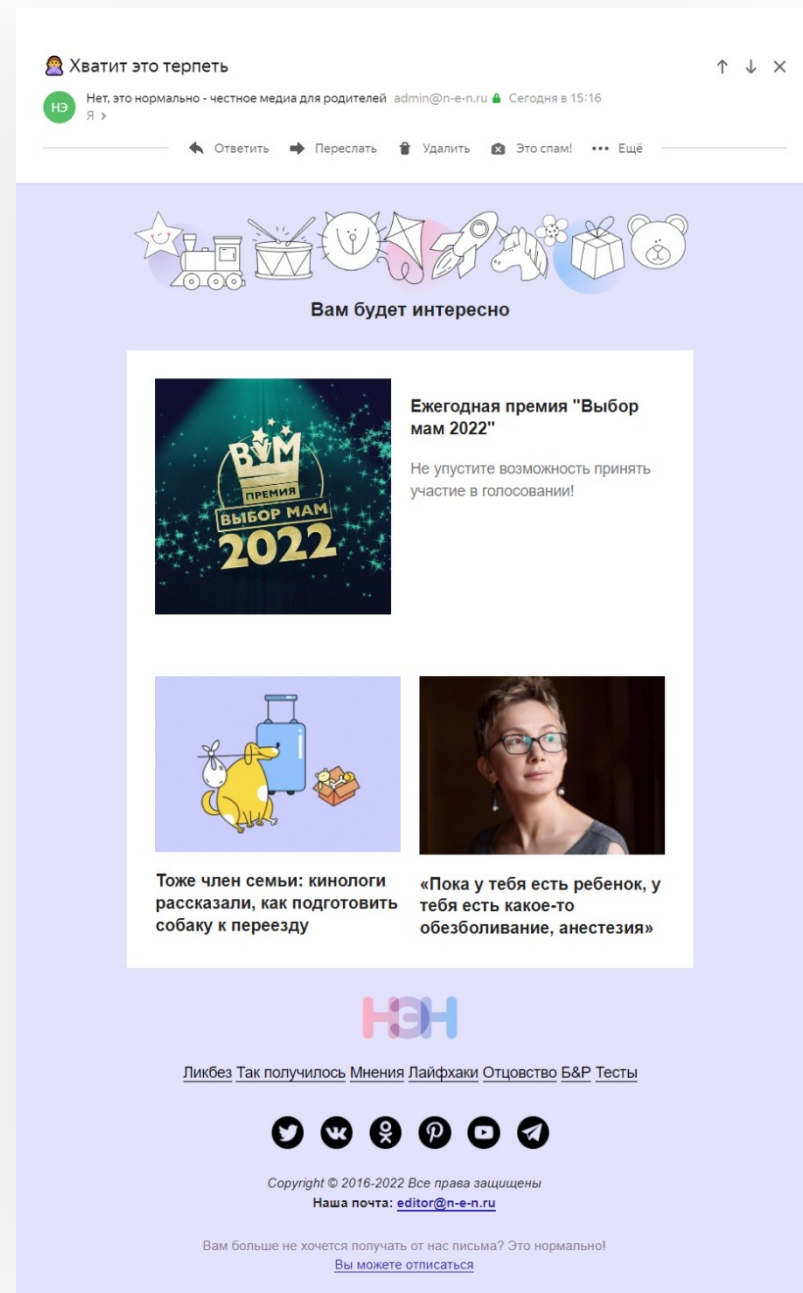 Хватит это терпеть
НЭ
Нет, это нормально - честное медиа для родителей admin@n-e-n.ru Сегодня в 15:16
Я >
Ответить Переслать Удалить Это спам! ••• Ещё
Вам будет интересно
ВМ
ПРЕМИЯ
ВЫБОР МАМ
2022
Ежегодная премия "Выбор
мам 2022"
Не упустите возможность принять
участие в голосовании!
Тоже член семьи: кинологи
рассказали, как подготовить
собаку к переезду
«Пока у тебя есть ребенок, у
тебя есть какое-то
обезболивание, анестезия»
НЭН
Ликбез Так получилось Мнения Лайфхаки Отцовство Б&Р Тесты
Copyright © 2016-2022 Все права защищены
Наша почта: editor@n-e-n.ru
Вам больше не хочется получать от нас письма? Это нормально!
Вы можете отписаться